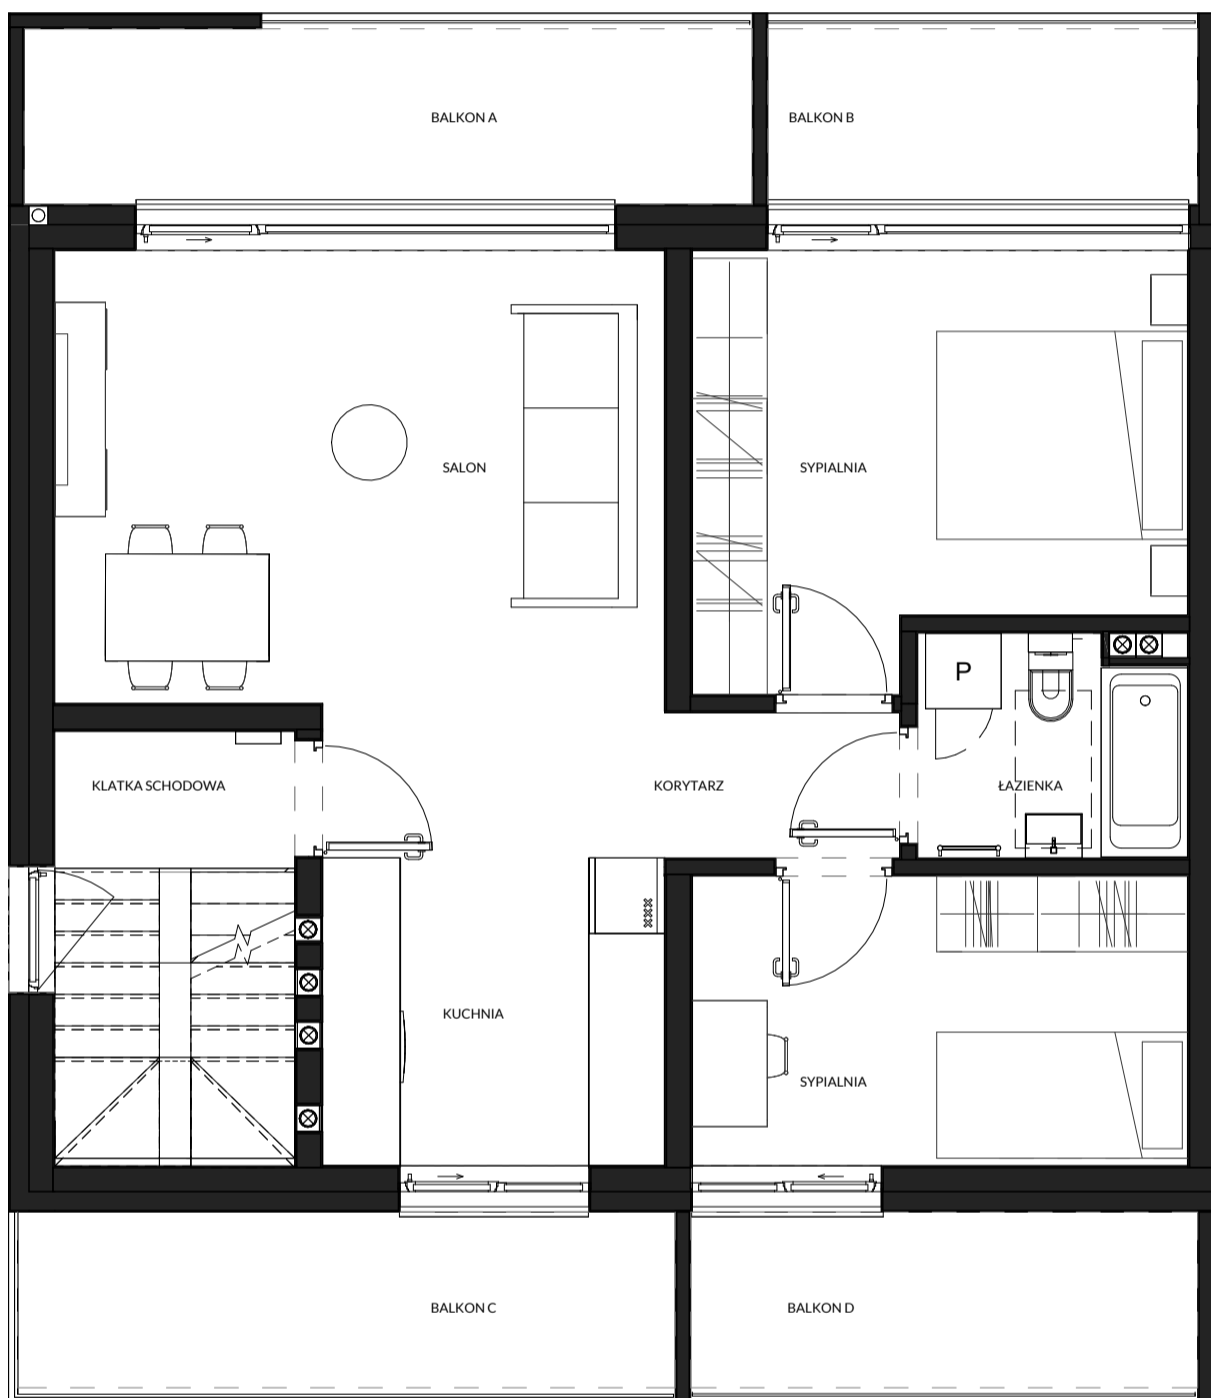 BALKON A
BALKON B
SALON
SYPIALNIA
P
KLATKA SCHODOWA
KORYTARZ
ŁAZIENKA
KUCHNIA
SYPIALNIA
BALKON C
BALKON D